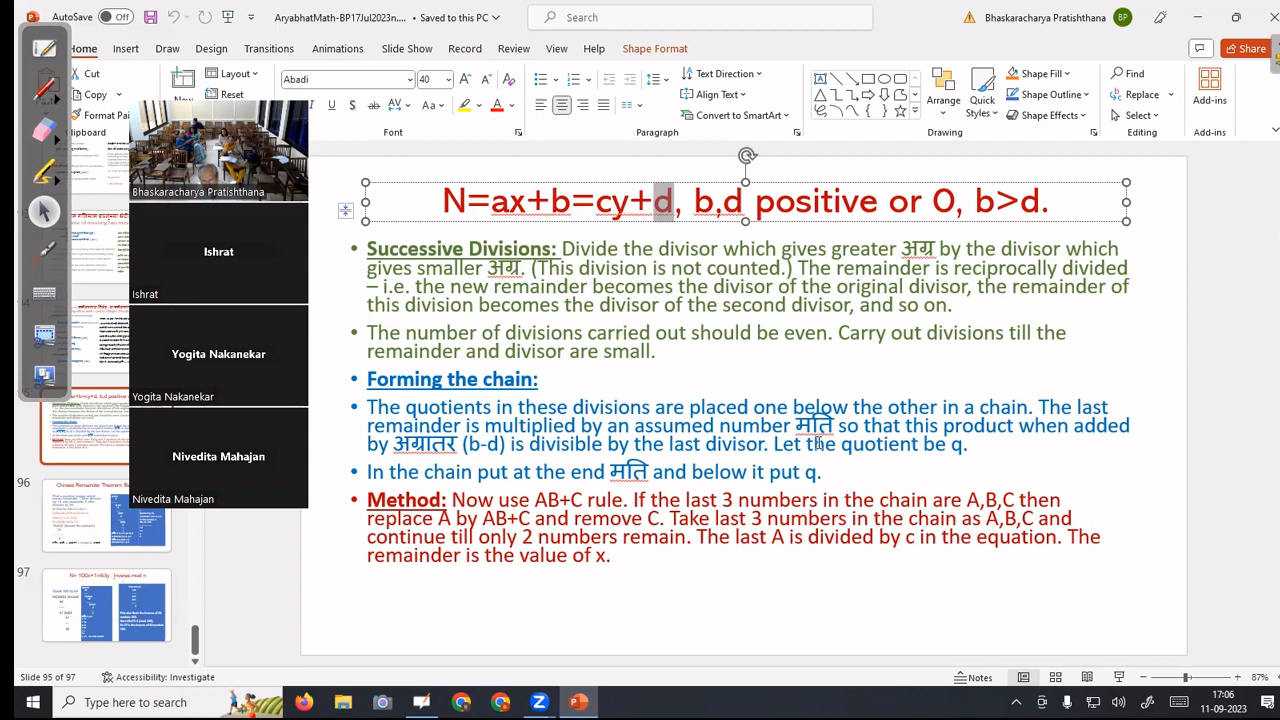 AutoSave Off AryabhatMath-BP17Jul2023n.... • Saved to this PC Search Bhaskaracharya Pratishthana BP
Home Insert Draw Design Transitions Animations Slide Show Record Review View Help Shape Format Share
Cut Layout Abadi 40 Text Direction Shape Fill Find
Copy Reset Align Text Shape Outline Replace
Format Pai Convert to SmartArt Arrange Quick Styles Shape Effects Select Add-ins
Clipboard Font Paragraph Drawing Editing Add-ins
Bhaskaracharya Pratishthana
Ishrat
Ishrat
Yogita Nakanekar
Yogita Nakanekar
Nivedita Mahajan
Nivedita Mahajan
N=ax+b=cy+d, b,d positive or 0, b>d.
• Successive Divis Divide the divisor which gives greater अग्र by the divisor which
gives smaller (This division is not counted.) The remainder is reciprocally divided
– i.e. the new remainder becomes the divisor of the original divisor, the remainder of
this division becomes the divisor of the second divisor, and so on.
• The number of divisions carried out should be even. Carry out divisions till the
remainder and divisor are small.
• Forming the chain:
• The quotients in these divisions are placed one below the other in a chain. The last
remainder is multiplied by an assumed number मति so that this product when added
by अग्रांतर (b-d) is divisible by the last divisor. Let the quotient be q.
• In the chain put at the end मति and below it put q.
• Method: Now use AB+C rule. If the last 3 numbers in the chain are A,B,C then
replace A by AB+C and remove C. Take last 3 numbers in the chain as A,B,C and
continue till only 2 numbers remain. The last A is divided by c in the equation. The
remainder is the value of x.
96
97
Slide 95 of 97 Accessibility: Investigate Notes 87%
Type here to search 17:06
11-09-2023